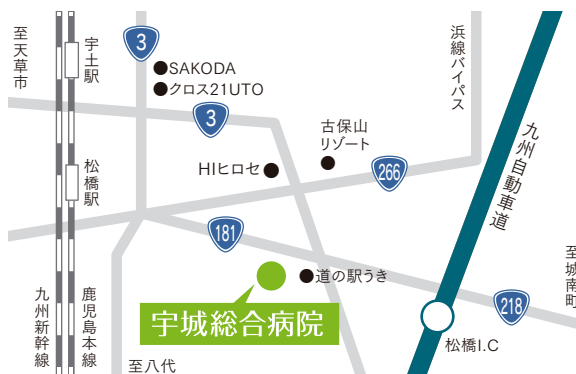 至天草市
宇土駅
3
SAKODA
クロス21UTO
3
浜線バイパス
古保山
リゾート
HIヒロセ
266
九州自動車道
松橋駅
181
道の駅うき
至城南町
218
宇城総合病院
松橋I.C
九州新幹線
鹿児島本線
至八代